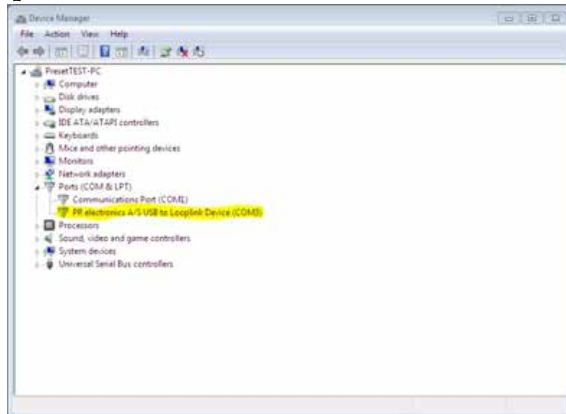 Device Manager
File Action View Help
PresetTEST-PC
Computer
Disk drives
Display adapters
IDE ATA/ATAPI controllers
Keyboards
Mice and other pointing devices
Monitors
Network adapters
Ports (COM & LPT)
Communications Port (COM1)
PR electronics A/S USB to Looplink Device (COM3)
Processors
Sound, video and game controllers
System devices
Universal Serial Bus controllers